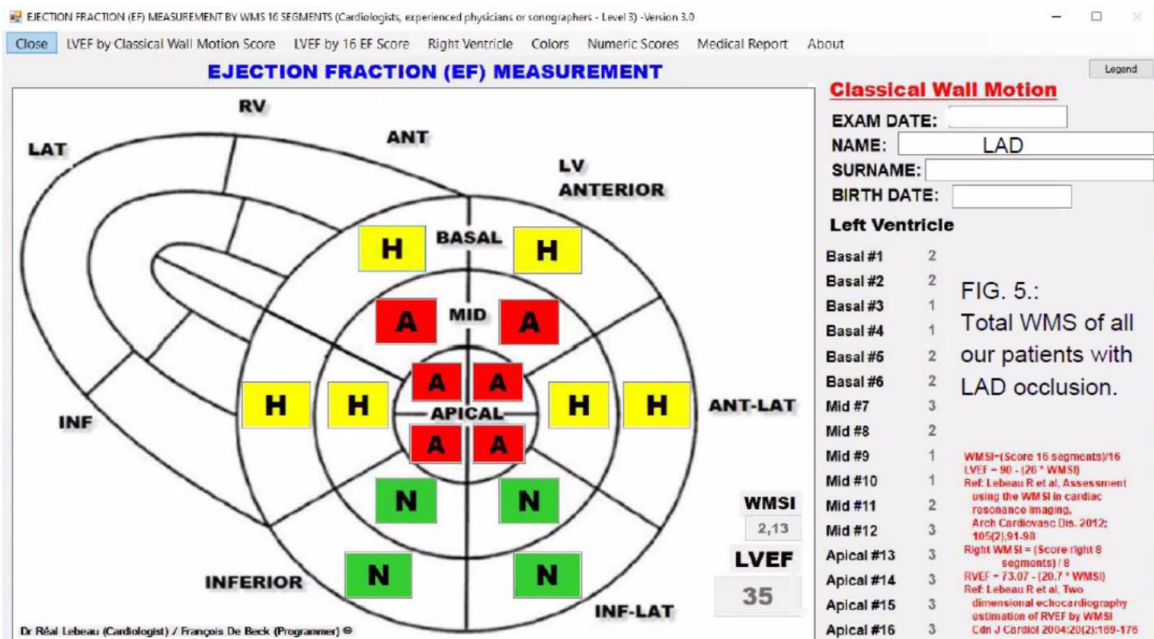 EJECTION FRACTION (EF) MEASUREMENT BY WMS 16 SEGMENTS (Cardiologists, experienced physicians or sonographers - Level 3) -Version 3.0
Close LVEF by Classical Wall Motion Score LVEF by 16 EF Score Right Ventricle Colors Numeric Scores Medical Report About
EJECTION FRACTION (EF) MEASUREMENT
Legend
RV
ANT
LAT
LV
ANTERIOR
H BASAL H
A MID A
A A
H H APICAL H H
ANT-LAT
A A
INF
N N
INFERIOR N N
INF-LAT
WMSI
2,13
LVEF
35
Dr Réal Lebeau (Cardiologist) / François De Beck (Programmer) ©
Classical Wall Motion
EXAM DATE:
NAME: LAD
SURNAME:
BIRTH DATE:
Left Ventricle
Basal #1 2
Basal #2 2
Basal #3 1
Basal #4 1
Basal #5 2
Basal #6 2
Mid #7 3
Mid #8 2
Mid #9 1
Mid #10 1
Mid #11 2
Mid #12 3
Apical #13 3
Apical #14 3
Apical #15 3
Apical #16 3
FIG. 5.:
Total WMS of all
our patients with
LAD occlusion.
WMSI=(Score 16 segments)/16
LVEF = 90 - (26 * WMSI)
Ref: Lebeau R et al, Assessment
using the WMSI in cardiac
resonance imaging,
Arch Cardiovasc Dis. 2012;
105(2),91-98
Right WMSI = (Score right 8
segments) / 8
RVEF = 73.07 - (20.7 * WMSI)
Ref: Lebeau R et al, Two
dimensional echocardiography
estimation of RVEF by WMSI
Cdn J Cardiol 2004;20(2):169-176